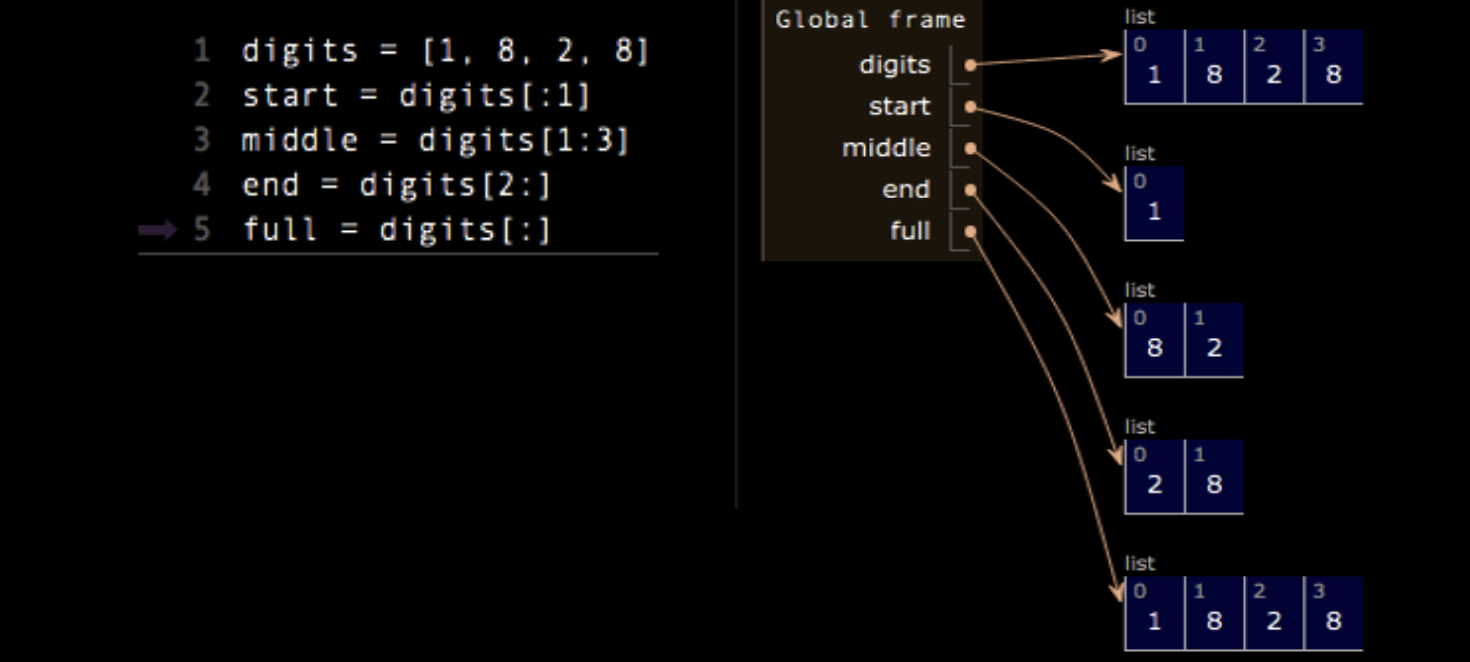 1 digits = [1, 8, 2, 8]
2 start = digits[:1]
3 middle = digits[1:3]
4 end = digits[2:]
5 full = digits[:]
Global frame
digits
start
middle
end
full
list
0 1 2 3
1 8 2 8
list
0
1
list
0 1
8 2
list
0 1
2 8
list
0 1 2 3
1 8 2 8